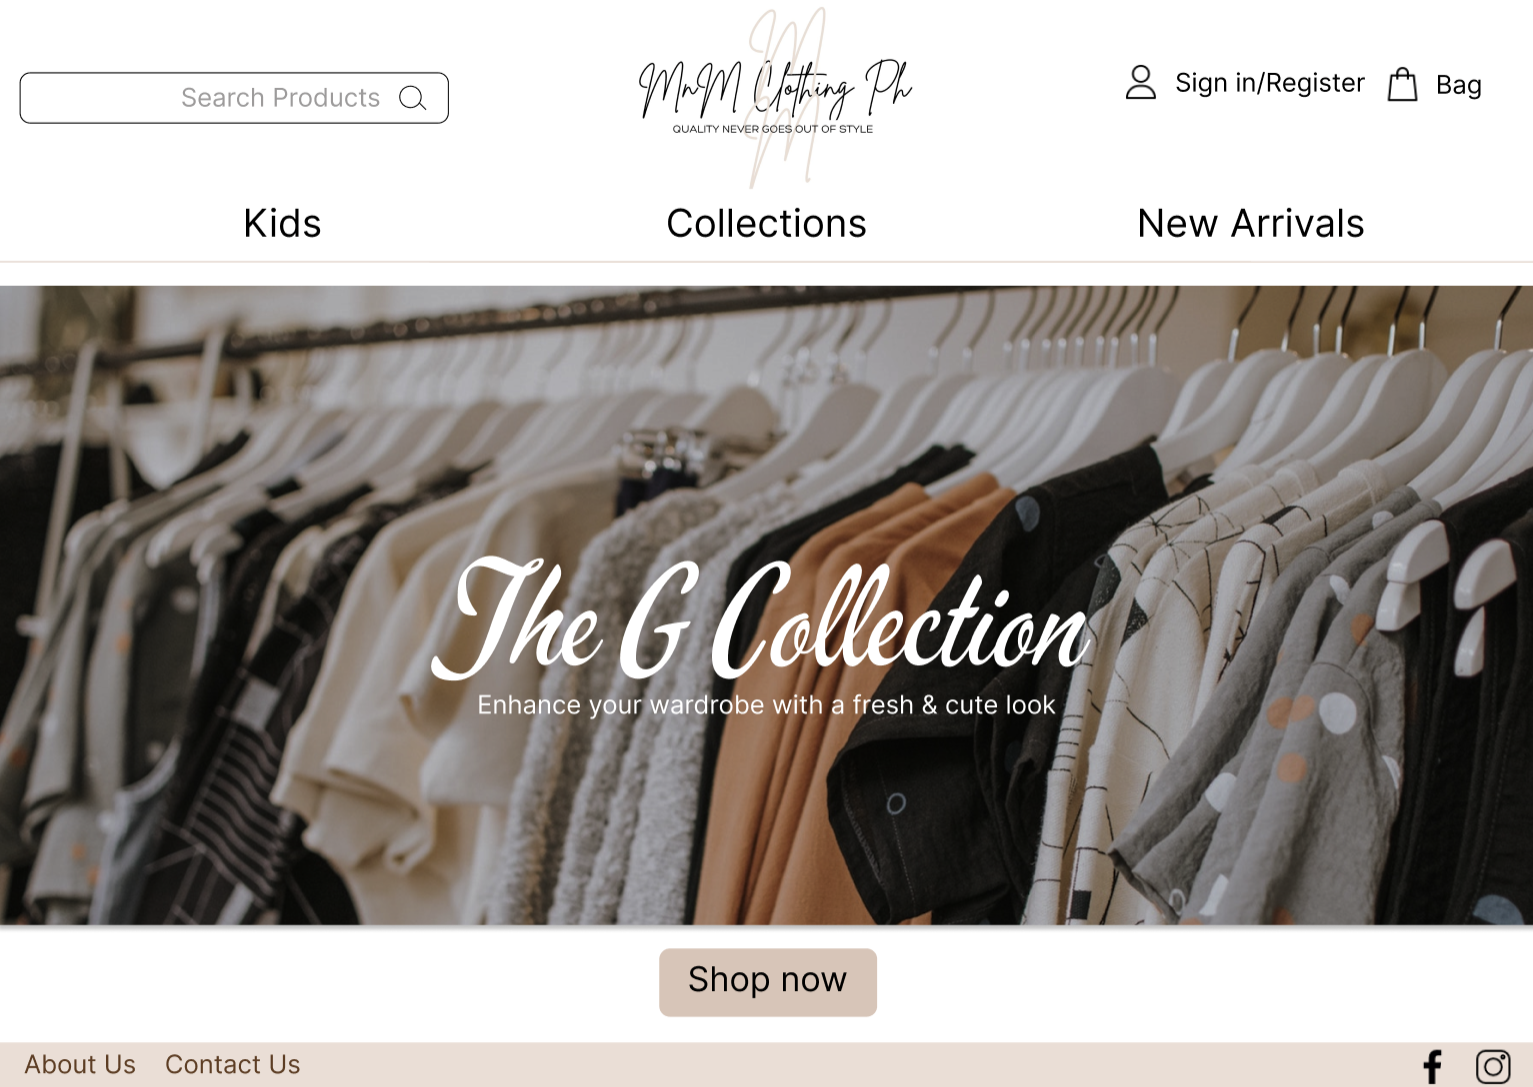 Search Products
MnM Clothing Ph
QUALITY NEVER GOES OUT OF STYLE
Sign in/Register
Bag
Kids
Collections
New Arrivals
The G Collection
Enhance your wardrobe with a fresh & cute look
Shop now
About Us
Contact Us